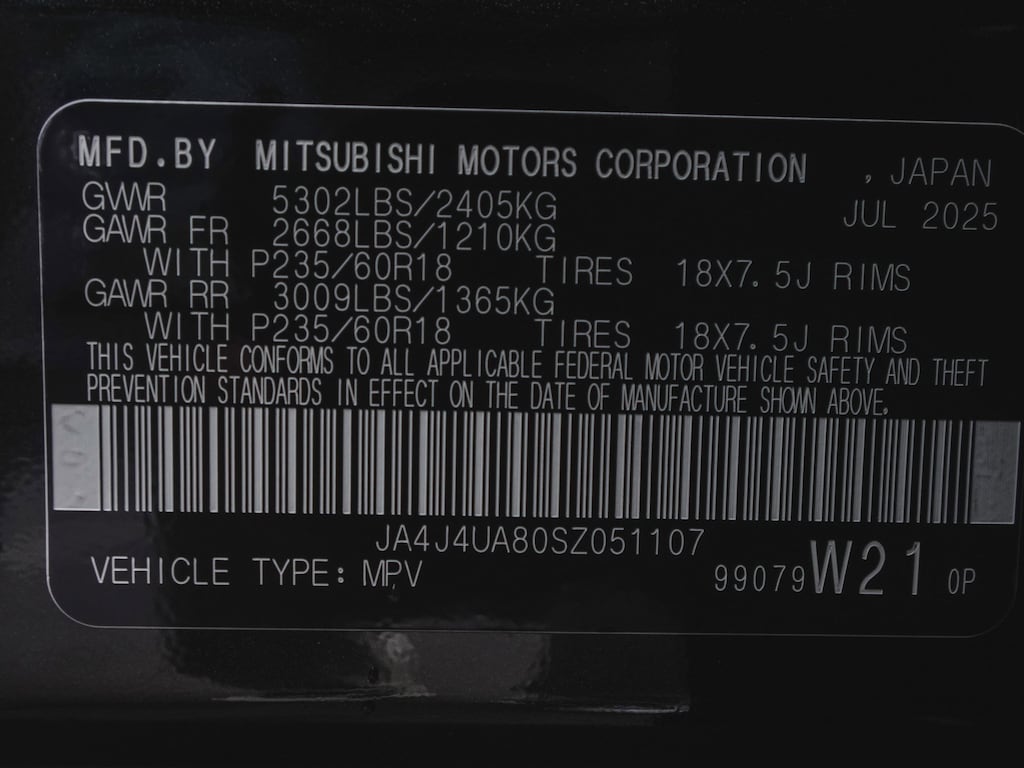 MFD.BY MITSUBISHI MOTORS CORPORATION , JAPAN
GVWR 5302LBS/2405KG JUL 2025
GAWR FR 2668LBS/1210KG
WITH P235/60R18 TIRES 18X7.5J RIMS
GAWR RR 3009LBS/1365KG
WITH P235/60R18 TIRES 18X7.5J RIMS
THIS VEHICLE CONFORMS TO ALL APPLICABLE FEDERAL MOTOR VEHICLE SAFETY AND THEFT
PREVENTION STANDARDS IN EFFECT ON THE DATE OF MANUFACTURE SHOWN ABOVE.
JA4J4UA80SZ051107
VEHICLE TYPE: MPV 99079 W21 0P